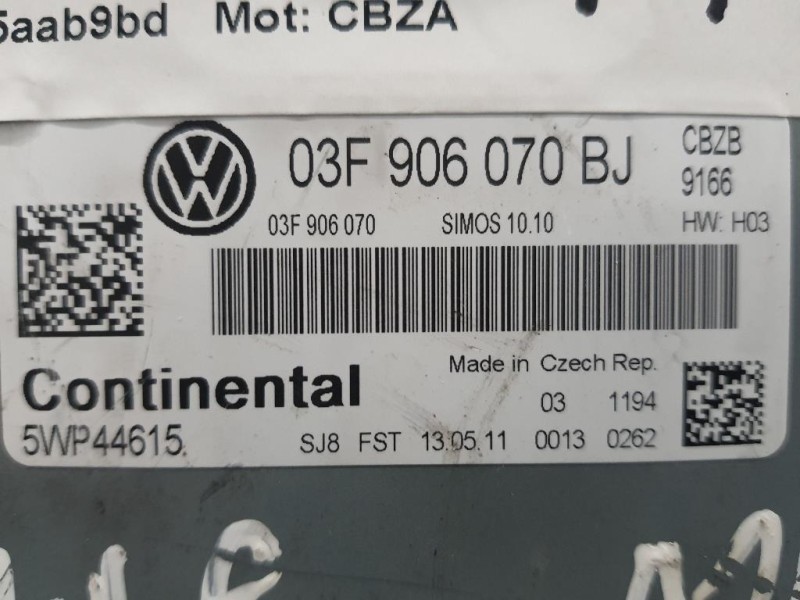 5aab9bd Mot: CBZA
03F 906 070 BJ CBZB
9166
03F 906 070 SIMOS 10.10 HW: H03
Continental Made in Czech Rep.
03 1194
5WP44615. SJ8 FST 13.05.11 0013 0262